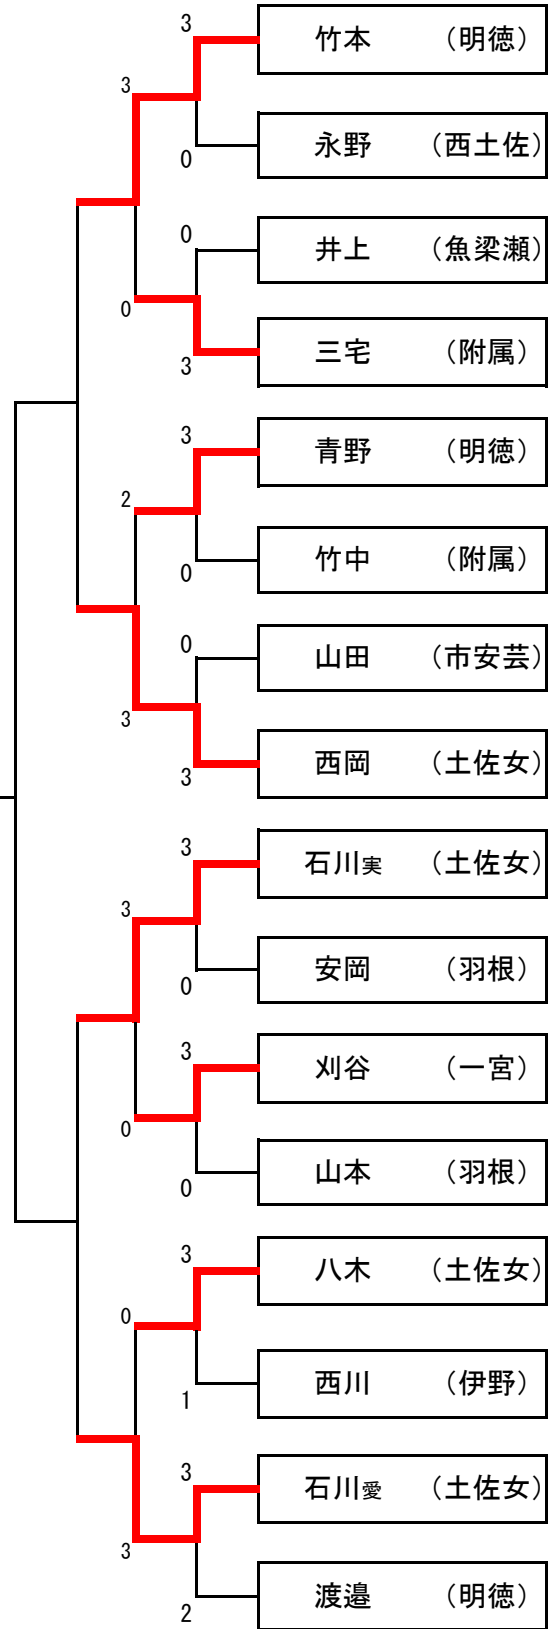 3
竹本 （明徳）
3
永野 （西土佐）
0
0
井上 （魚梁瀬）
0
三宅 （附属）
3
3
青野 （明徳）
2
竹中 （附属）
0
0
山田 （市安芸）
3
西岡 （土佐女）
3
3
石川実 （土佐女）
3
安岡 （羽根）
0
3
刈谷 （一宮）
0
山本 （羽根）
0
3
八木 （土佐女）
0
西川 （伊野）
1
3
石川愛 （土佐女）
3
渡邉 （明徳）
2